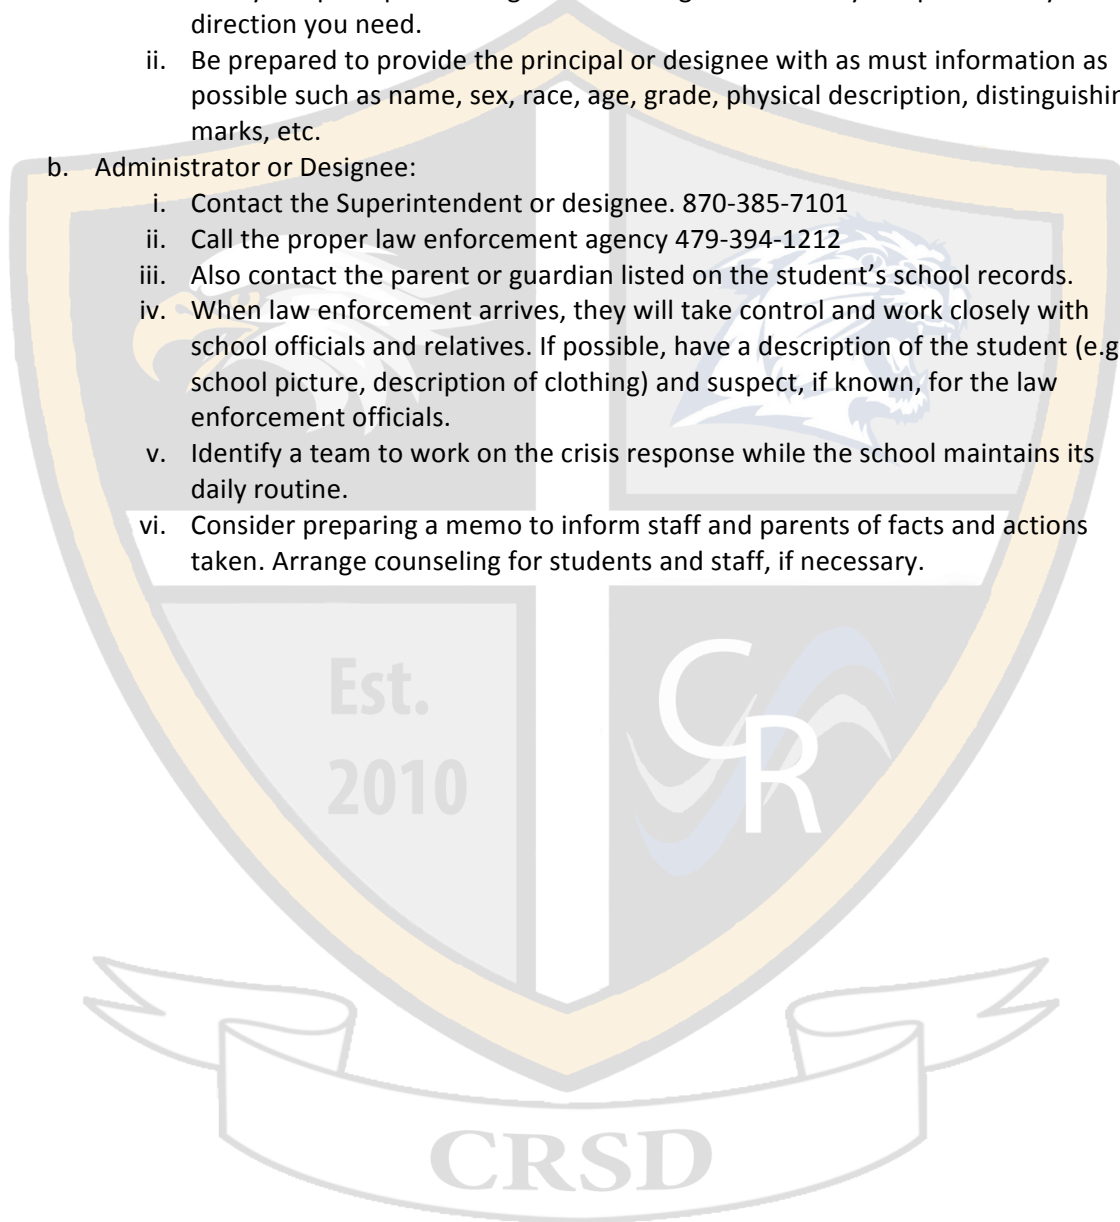 direction you need.
ii. Be prepared to provide the principal or designee with as must information as
possible such as name, sex, race, age, grade, physical description, distinguishin
marks, etc.
b. Administrator or Designee:
i. Contact the Superintendent or designee. 870-385-7101
ii. Call the proper law enforcement agency 479-394-1212
iii. Also contact the parent or guardian listed on the student’s school records.
iv. When law enforcement arrives, they will take control and work closely with
school officials and relatives. If possible, have a description of the student (e.g
school picture, description of clothing) and suspect, if known, for the law
enforcement officials.
v. Identify a team to work on the crisis response while the school maintains its
daily routine.
vi. Consider preparing a memo to inform staff and parents of facts and actions
taken. Arrange counseling for students and staff, if necessary.
Est.
2010
CR
CRSD